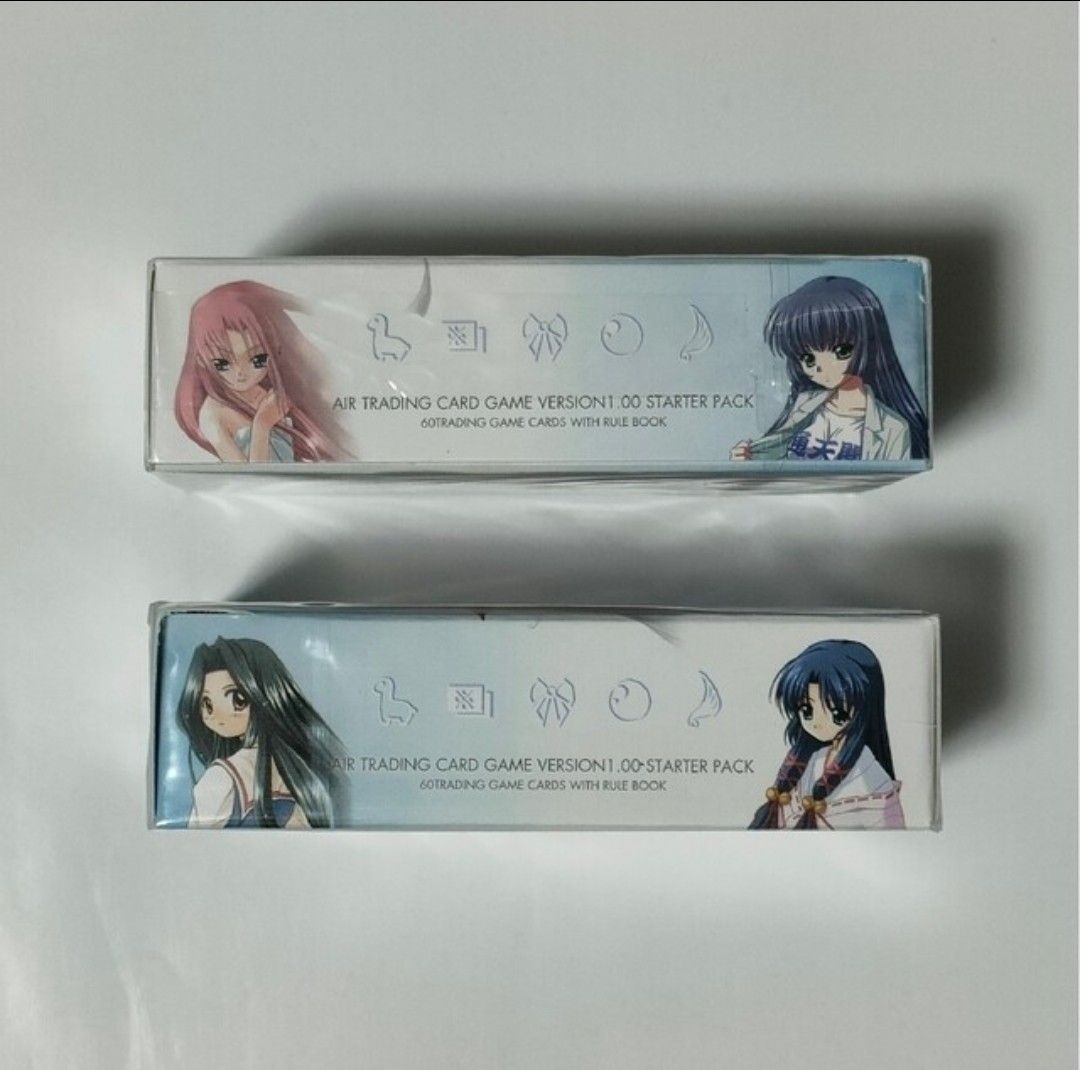 AIR TRADING CARD GAME VERSION1.00 STARTER PACK
60TRADING GAME CARDS WITH RULE BOOK
AIR TRADING CARD GAME VERSION1.00 STARTER PACK
60TRADING GAME CARDS WITH RULE BOOK